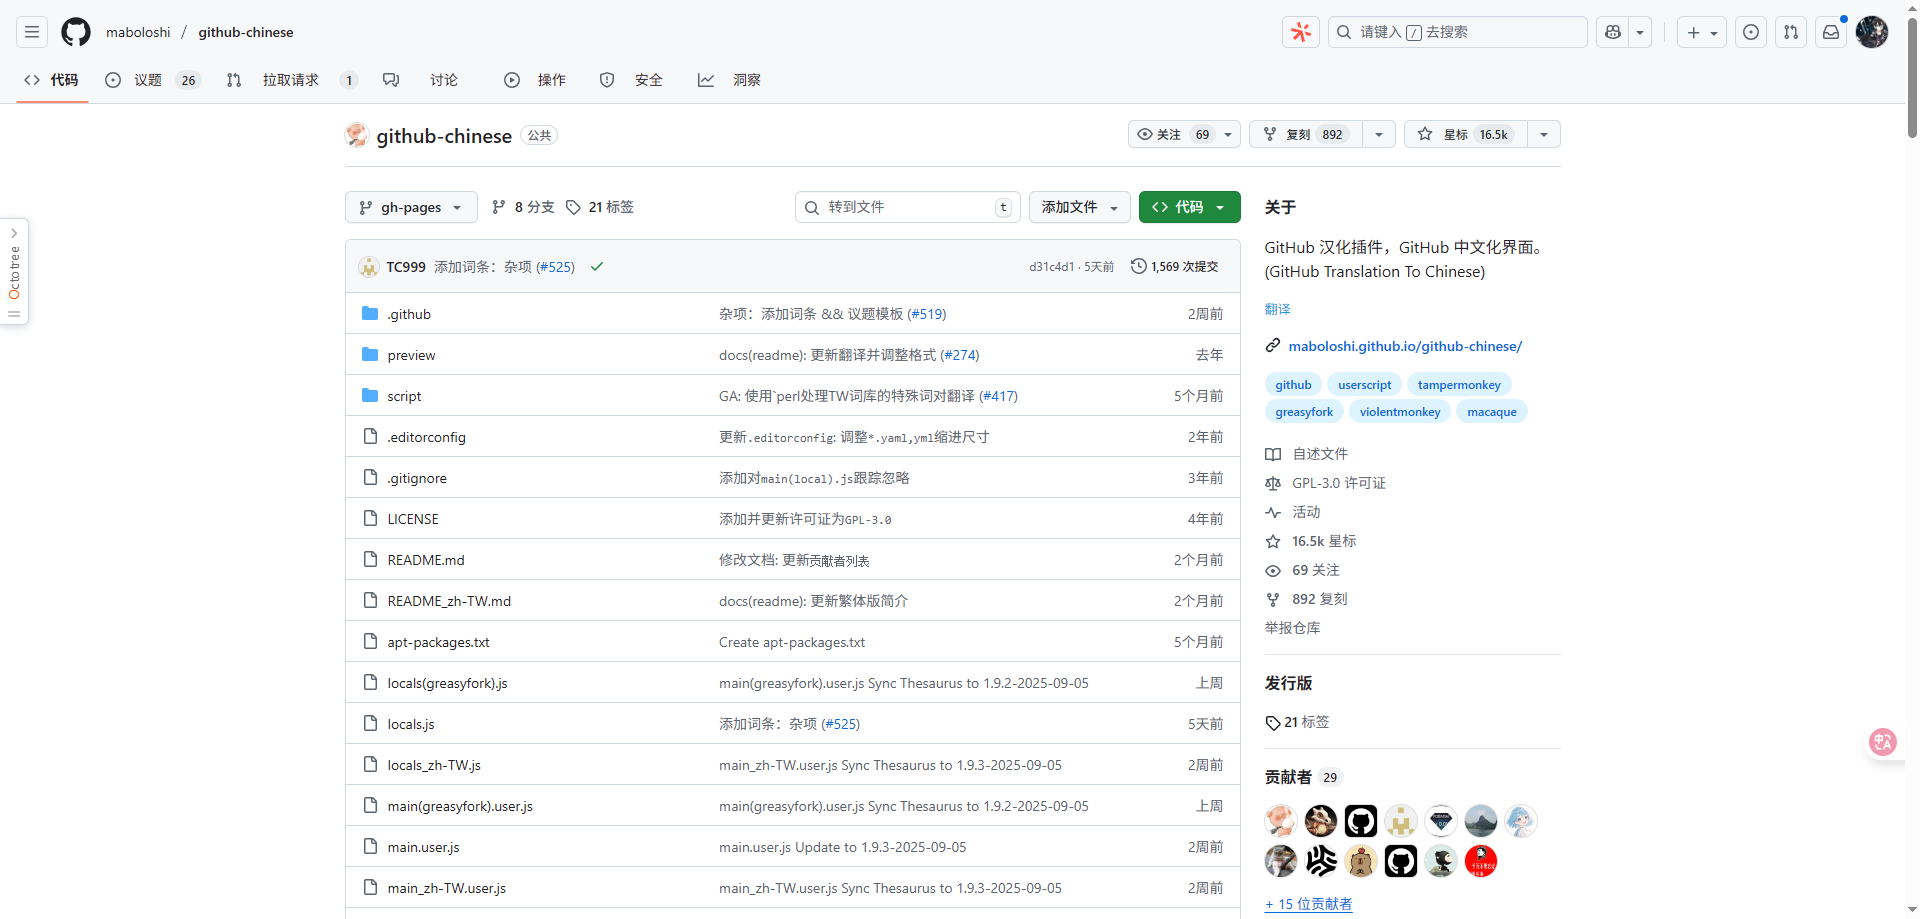 maboloshi / github-chinese
请键入 / 去搜索
代码
议题 26
拉取请求 1
讨论
操作
安全
洞察
github-chinese 公共
关注 69
复刻 892
星标 16.5k
gh-pages
8 分支
21 标签
转到文件 t
添加文件
代码
Octotree
TC999 添加词条：杂项 (#525) d31c4d1 · 5天前 1,569 次提交
.github 杂项：添加词条 && 议题模板 (#519) 2周前
preview docs(readme): 更新翻译并调整格式 (#274) 去年
script GA: 使用`perl处理TW词库的特殊词对翻译 (#417) 5个月前
.editorconfig 更新.editorconfig: 调整*.yaml,yml缩进尺寸 2年前
.gitignore 添加对main(local).js跟踪忽略 3年前
LICENSE 添加并更新许可证为GPL-3.0 4年前
README.md 修改文档: 更新贡献者列表 2个月前
README_zh-TW.md docs(readme): 更新繁体版简介 2个月前
apt-packages.txt Create apt-packages.txt 5个月前
locals(greasyfork).js main(greasyfork).user.js Sync Thesaurus to 1.9.2-2025-09-05 上周
locals.js 添加词条：杂项 (#525) 5天前
locals_zh-TW.js main_zh-TW.user.js Sync Thesaurus to 1.9.3-2025-09-05 2周前
main(greasyfork).user.js main(greasyfork).user.js Sync Thesaurus to 1.9.2-2025-09-05 上周
main.user.js main.user.js Update to 1.9.3-2025-09-05 2周前
main_zh-TW.user.js main_zh-TW.user.js Sync Thesaurus to 1.9.3-2025-09-05 2周前
关于
GitHub 汉化插件，GitHub 中文化界面。
(GitHub Translation To Chinese)
翻译
maboloshi.github.io/github-chinese/
github userscript tampermonkey
greasyfork violentmonkey macaque
自述文件
GPL-3.0 许可证
活动
16.5k 星标
69 关注
892 复刻
举报仓库
发行版
21 标签
贡献者 29
+ 15 位贡献者